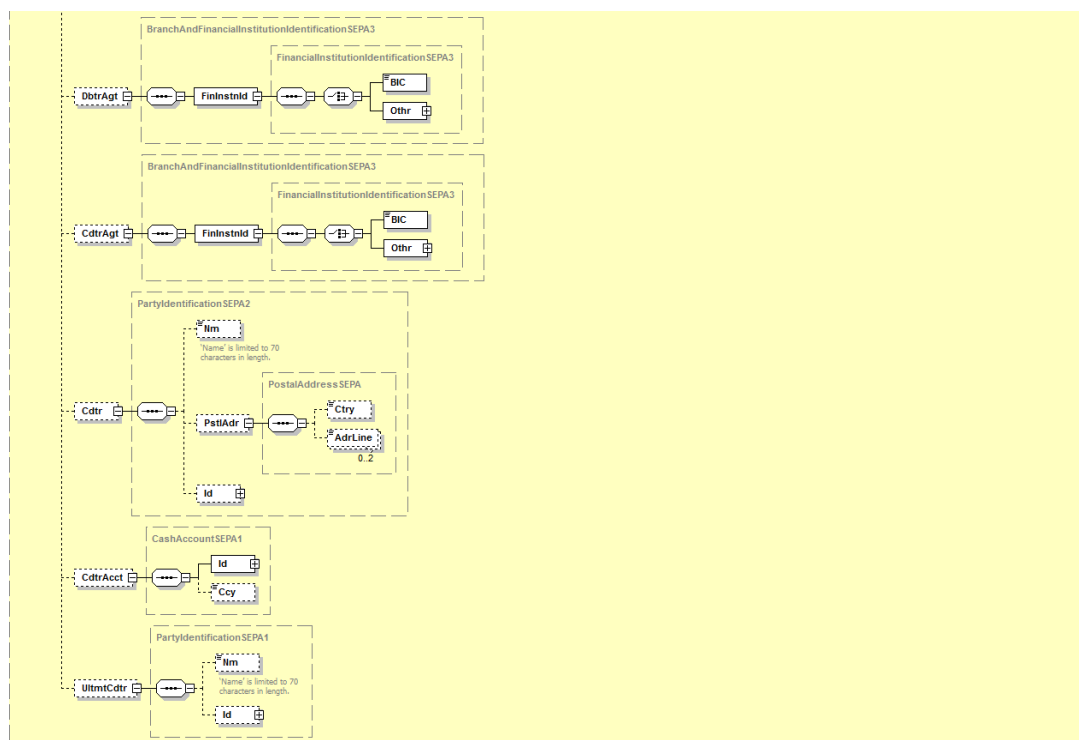 BranchAndFinancialInstitutionIdentificationSEPA3
FinancialInstitutionIdentificationSEPA3
BIC
DbtrAgt
FinInstnId
Othr
BranchAndFinancialInstitutionIdentificationSEPA3
FinancialInstitutionIdentificationSEPA3
BIC
CdtrAgt
FinInstnId
Othr
PartyIdentificationSEPA2
Nm
'Name' is limited to 70
characters in length.
PostalAddressSEPA
Cdtr
Ctry
PstlAdr
AdrLine
0..2
Id
CashAccountSEPA1
Id
CdtrAcct
Ccy
PartyIdentificationSEPA1
Nm
'Name' is limited to 70
characters in length.
UltmtCdtr
Id